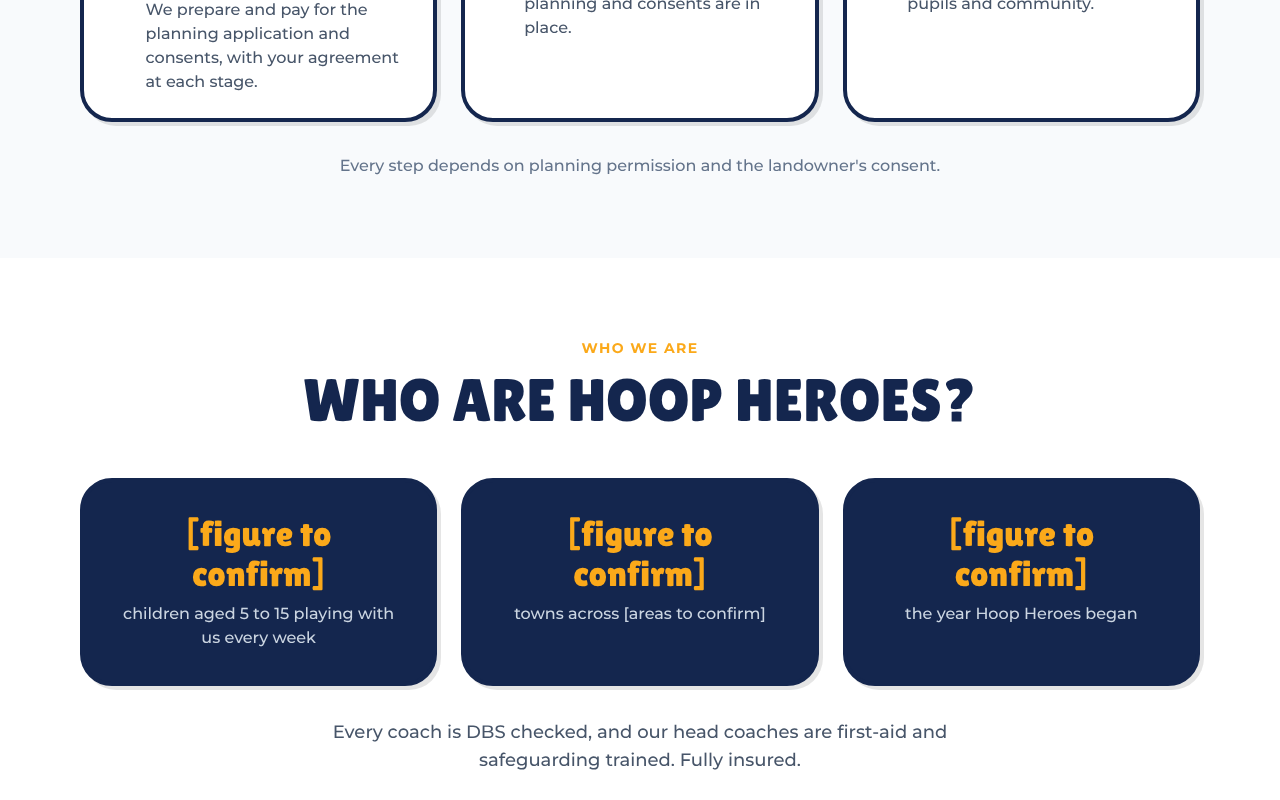 We prepare and pay for the
planning application and
consents, with your agreement
at each stage.
planning and consents are in
place.
pupils and community.
Every step depends on planning permission and the landowner's consent.
WHO WE ARE
WHO ARE HOOP HEROES?
[figure to
confirm]
children aged 5 to 15 playing with
us every week
[figure to
confirm]
towns across [areas to confirm]
[figure to
confirm]
the year Hoop Heroes began
Every coach is DBS checked, and our head coaches are first-aid and
safeguarding trained. Fully insured.